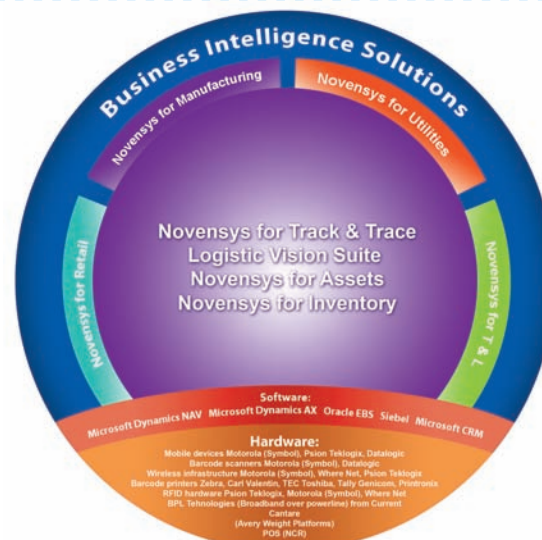 Business Intelligence Solutions
Novensys for Manufacturing
Novensys for Utilities
Novensys for Retail
Novensys for T & L
Novensys for Track & Trace
Logistic Vision Suite
Novensys for Assets
Novensys for Inventory
Software:
Microsoft Dynamics NAV Microsoft Dynamics AX Oracle EBS Siebel Microsoft CRM
Hardware:
Mobile devices Motorola (Symbol), Psion Teklogix, Datalogic
Barcode scanners Motorola (Symbol), Datalogic
Wireless infrastructure Motorola (Symbol), Where Net, Psion Teklogix
Barcode printers Zebra, Carl Valentin, TEC Toshiba, Tally Genicom, Printronix
RFID hardware Psion Teklogix, Motorola (Symbol), Where Net
BPL Tehnologies (Broadband over powerline) from Current
Cantare
(Avery Weight Platforms)
POS (NCR)